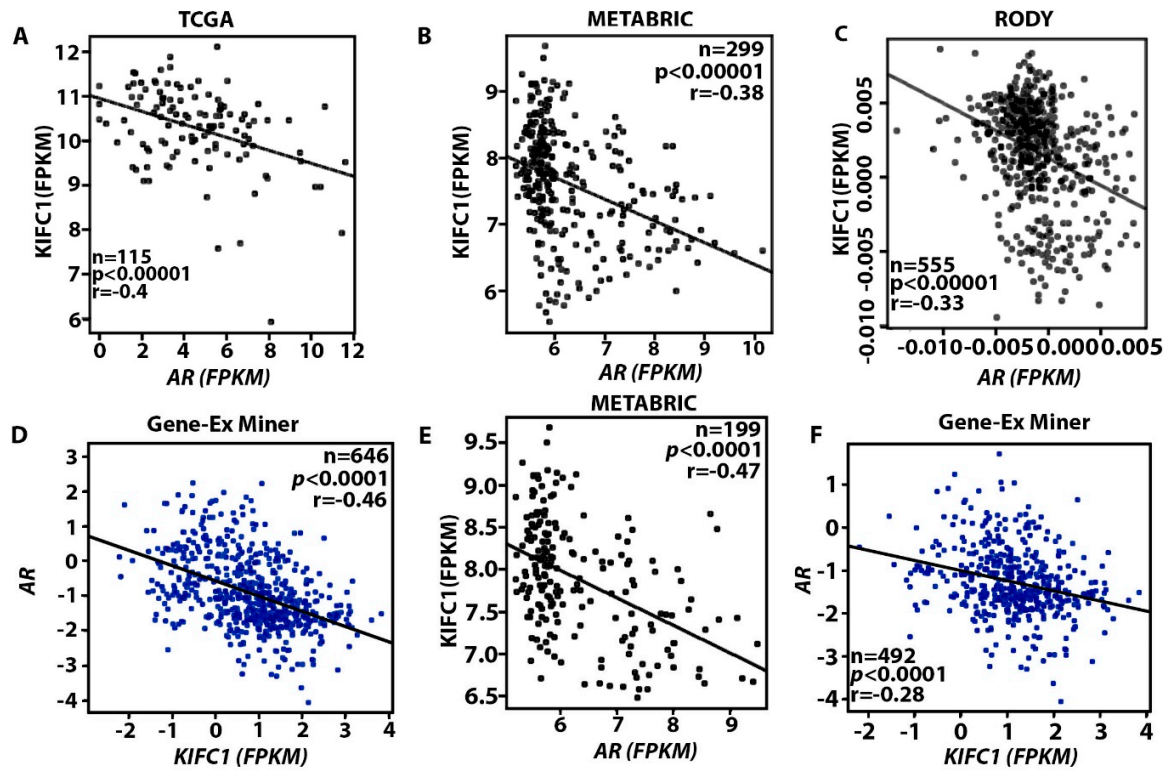 A
TCGA
KIFC1(FPKM)
12
11
10
9
8
7
6
n=115
p<0.00001
r=-0.4
0 2 4 6 8 10 12
AR (FPKM)
B
METABRIC
KIFC1(FPKM)
9
8
7
6
n=299
p<0.00001
r=-0.38
6 7 8 9 10
AR (FPKM)
C
RODY
KIFC1(FPKM)
0.005
0.000
-0.005
-0.010
n=555
p<0.00001
r=-0.33
-0.010 -0.005 0.000 0.005
AR (FPKM)
D
Gene-Ex Miner
AR
3
2
1
0
-1
-2
-3
-4
n=646
p<0.0001
r=-0.46
-2 -1 0 1 2 3 4
KIFC1 (FPKM)
E
METABRIC
KIFC1(FPKM)
9.5
9.0
8.5
8.0
7.5
7.0
6.5
n=199
p<0.0001
r=-0.47
6 7 8 9
AR (FPKM)
F
Gene-Ex Miner
AR
1
0
-1
-2
-3
-4
n=492
p<0.0001
r=-0.28
-2 -1 0 1 2 3 4
KIFC1 (FPKM)